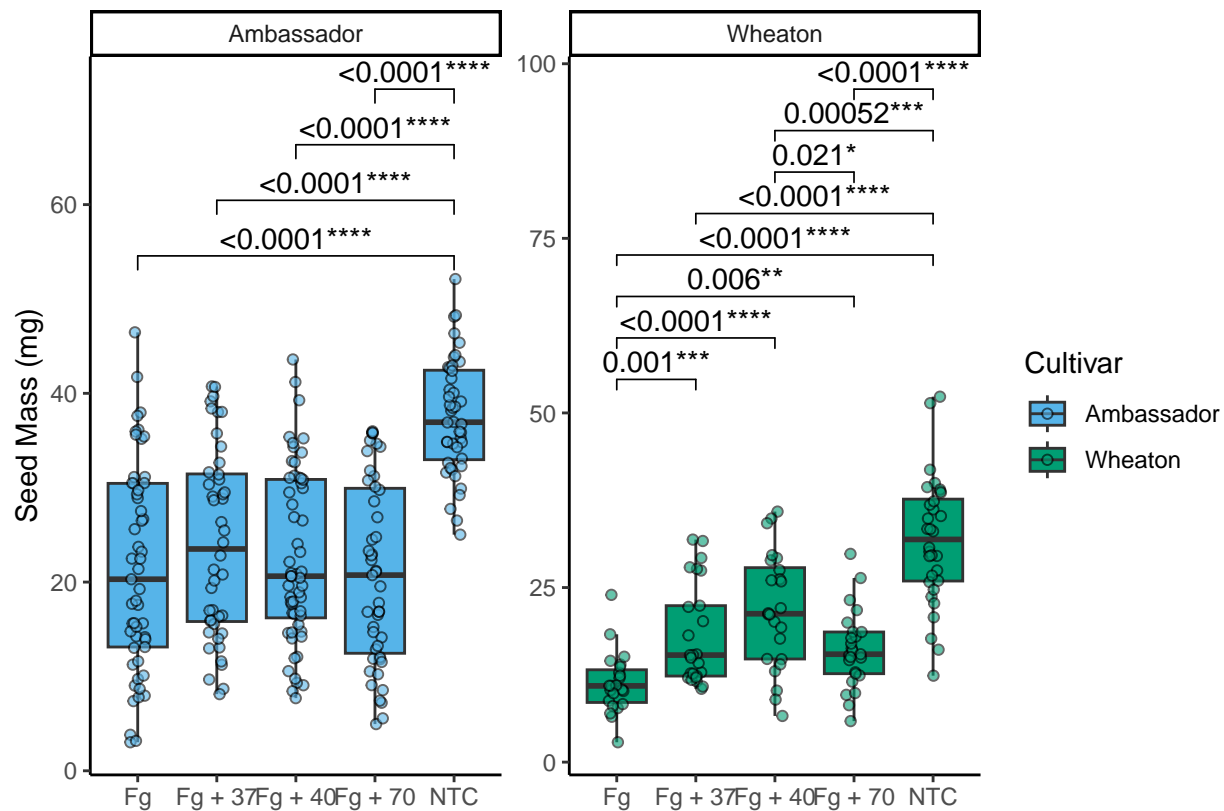 Ambassador
Wheaton
Seed Mass (mg)
60
40
20
0
<0.0001****
<0.0001****
<0.0001****
<0.0001****
Fg
Fg + 37
Fg + 40
Fg + 70
NTC
100
75
50
25
0
<0.0001****
0.00052***
0.021*
<0.0001****
<0.0001****
0.006**
<0.0001****
0.001***
Fg
Fg + 37
Fg + 40
Fg + 70
NTC
Cultivar
Ambassador
Wheaton